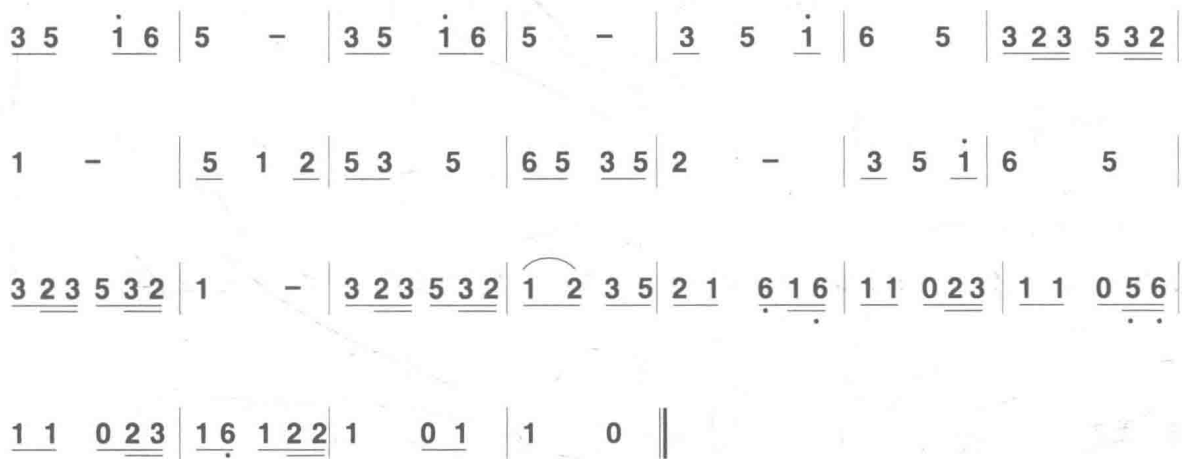 3 5 i̇ 6 | 5 – | 3 5 i̇ 6 | 5 – | 3 5 i̇ | 6 5 | 3 2 3 5 3 2 |
1 – | 5 1 2 | 5 3 5 | 6 5 3 5 | 2 – | 3 5 i̇ | 6 5 |
3 2 3 5 3 2 | 1 – | 3 2 3 5 3 2 | 1 2 3 5 | 2 1 6̣ 1 6̣ | 1 1 0 2 3 | 1 1 0 5̣ 6̣ |
1 1 0 2 3 | 1 6̣ 1 2 2 | 1 0 1 | 1 0 ‖